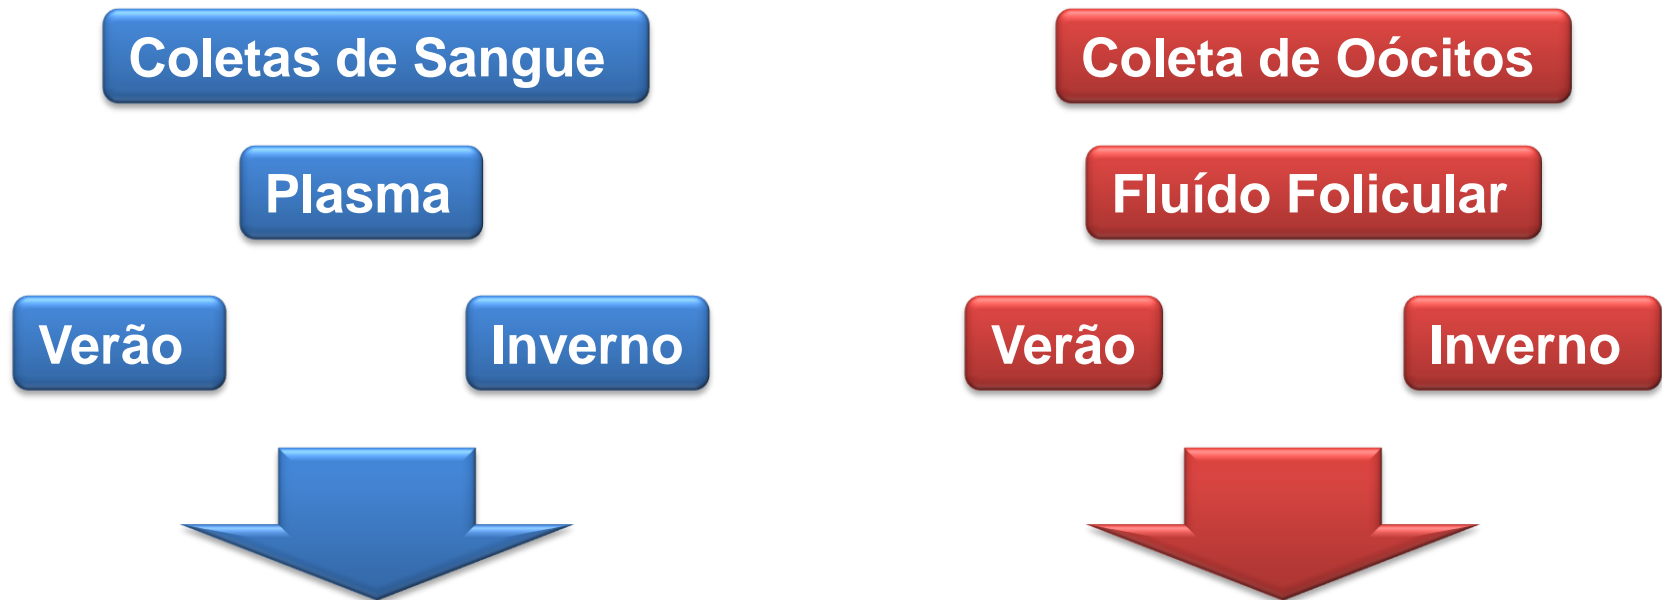 Coletas de Sangue
Plasma
Verão
Inverno
Coleta de Oócitos
Fluído Folicular
Verão
Inverno